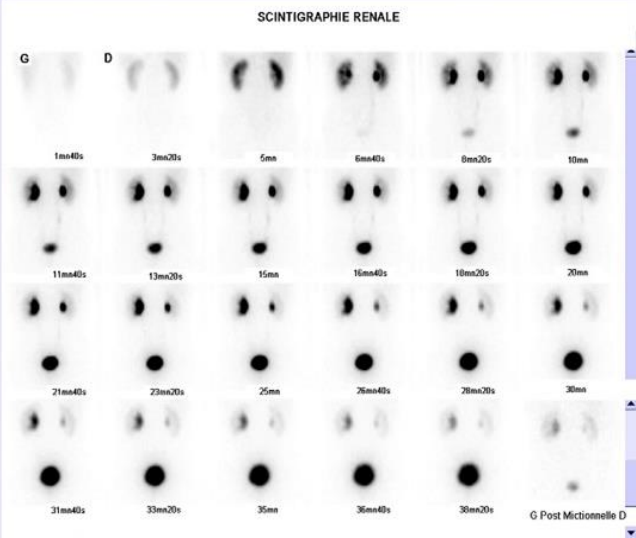 SCINTIGRAPHIE RENALE
G D
1mn40s 3mn20s 5mn 6mn40s 8mn20s 10mn
11mn40s 13mn20s 15mn 16mn40s 18mn20s 20mn
21mn40s 23mn20s 25mn 26mn40s 28mn20s 30mn
31mn40s 33mn20s 35mn 36mn40s 38mn20s
G Post Mictionnelle D